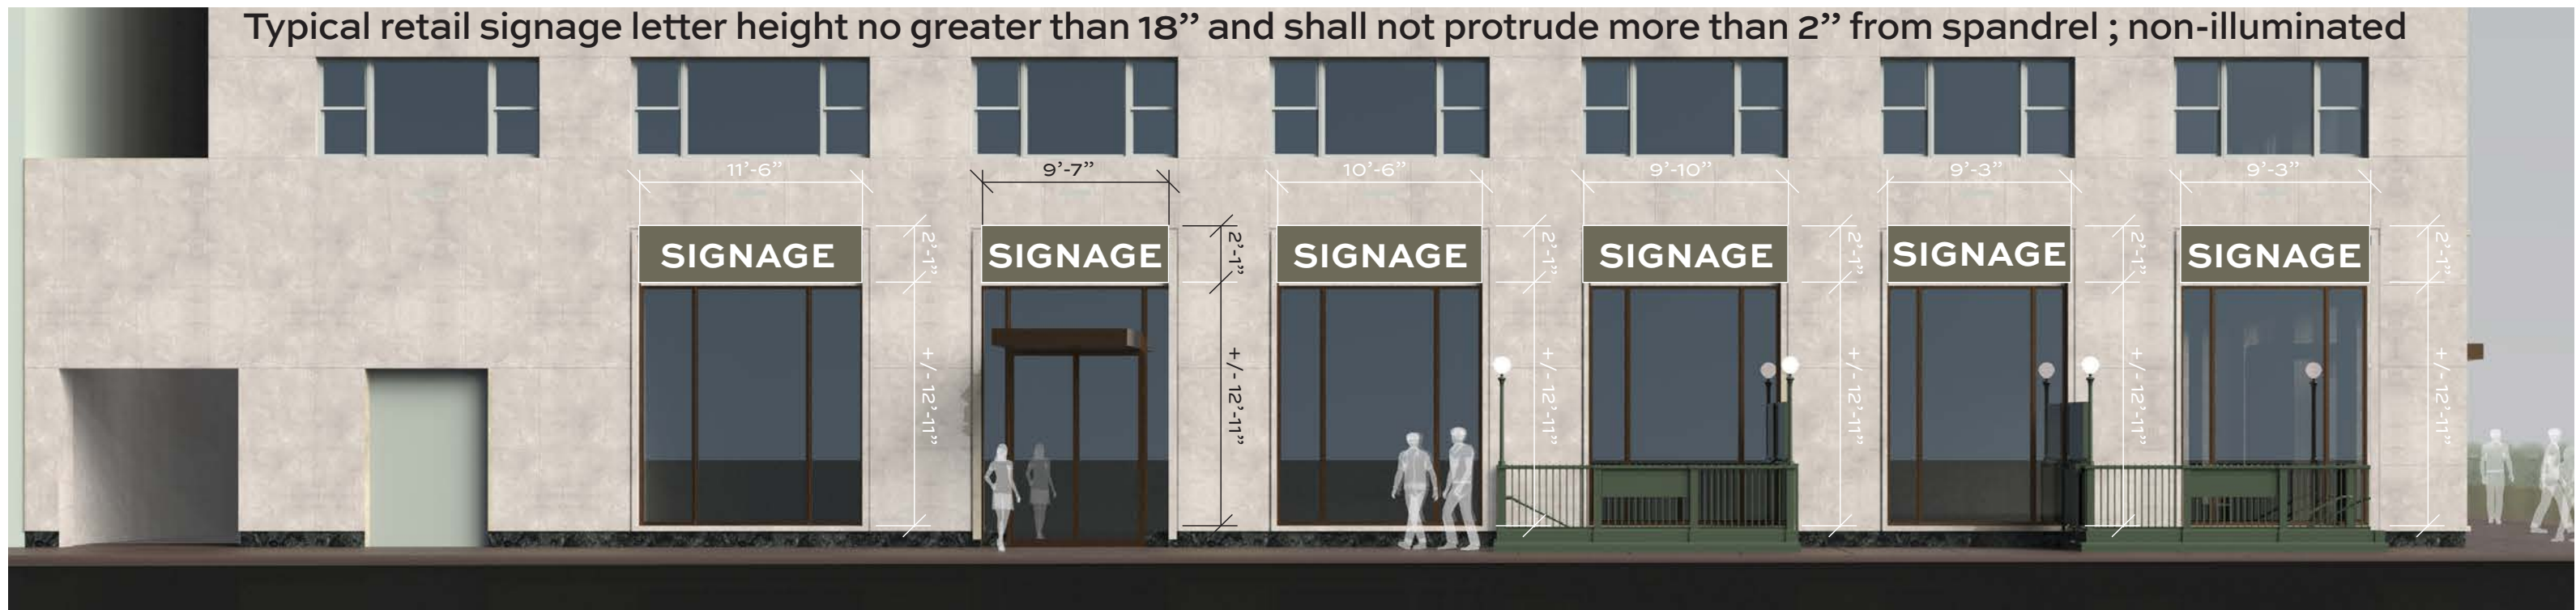 Typical retail signage letter height no greater than 18” and shall not protrude more than 2” from spandrel ; non-illuminated
11’-6”
9’-7”
10’-6”
9’-10”
9’-3”
9’-3”
SIGNAGE
2’-1”
SIGNAGE
2’-1”
SIGNAGE
2’-1”
SIGNAGE
2’-1”
SIGNAGE
2’-1”
SIGNAGE
2’-1”
+/- 12’-11”
+/- 12’-11”
+/- 12’-11”
+/- 12’-11”
+/- 12’-11”
+/- 12’-11”